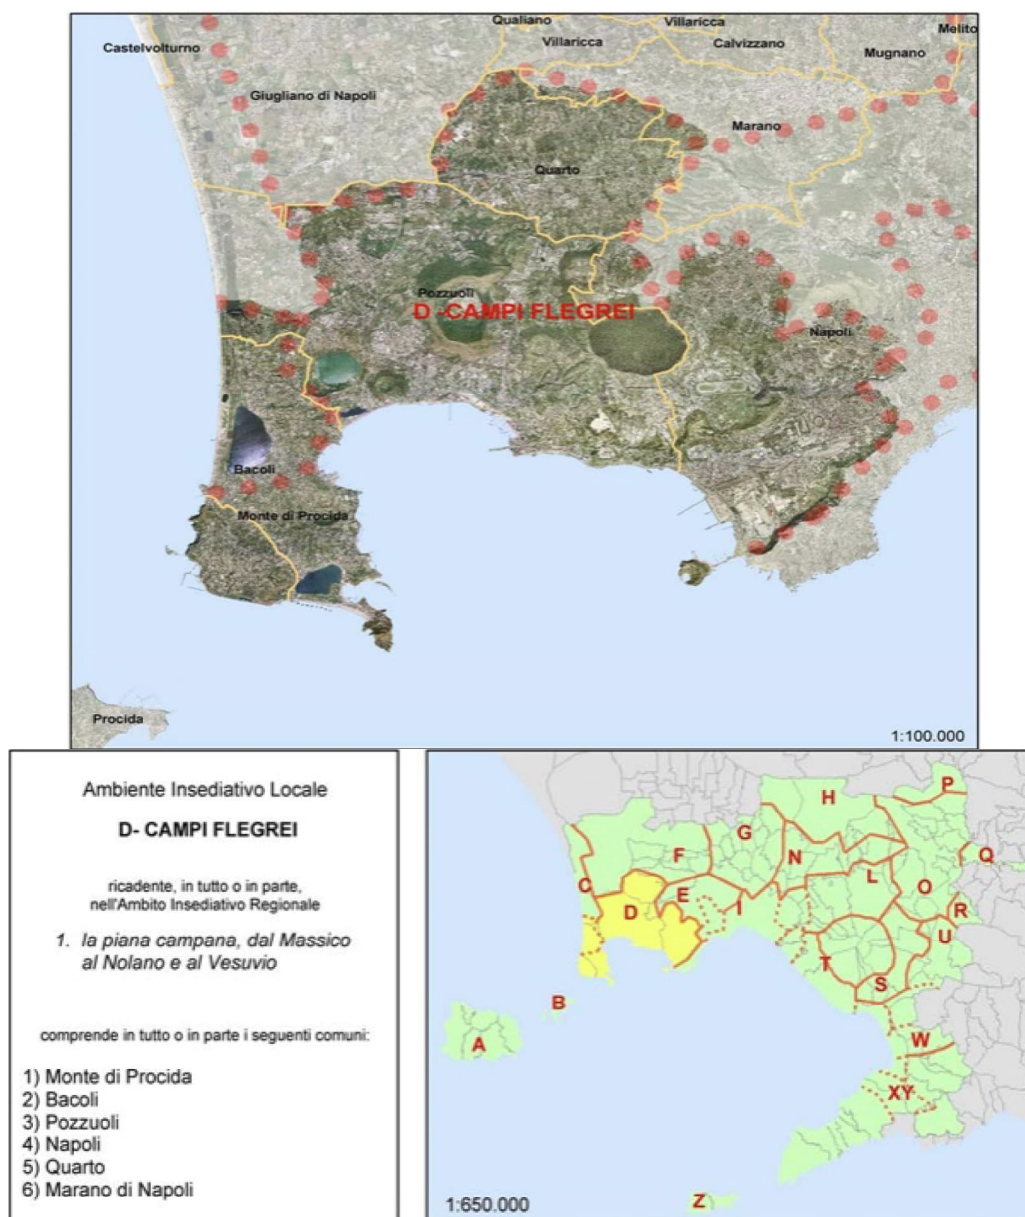 Castelvolturno
Qualiano
Villaricca
Villaricca
Calvizzano
Melito
Mugnano
Giugliano di Napoli
Marano
Quarto
Pozzuoli
D -CAMPI FLEGREI
Napoli
Bacoli
Monte di Procida
Procida
1:100.000
Ambiente Insediativo Locale
D- CAMPI FLEGREI
ricadente, in tutto o in parte,
nell'Ambito Insediativo Regionale
1. la piana campana, dal Massico
al Nolano e al Vesuvio
comprende in tutto o in parte i seguenti comuni:
1) Monte di Procida
2) Bacoli
3) Pozzuoli
4) Napoli
5) Quarto
6) Marano di Napoli
P
H
G
F
N
Q
C
E
L
O
D
I
R
U
T
S
B
A
W
XY
Z
1:650.000